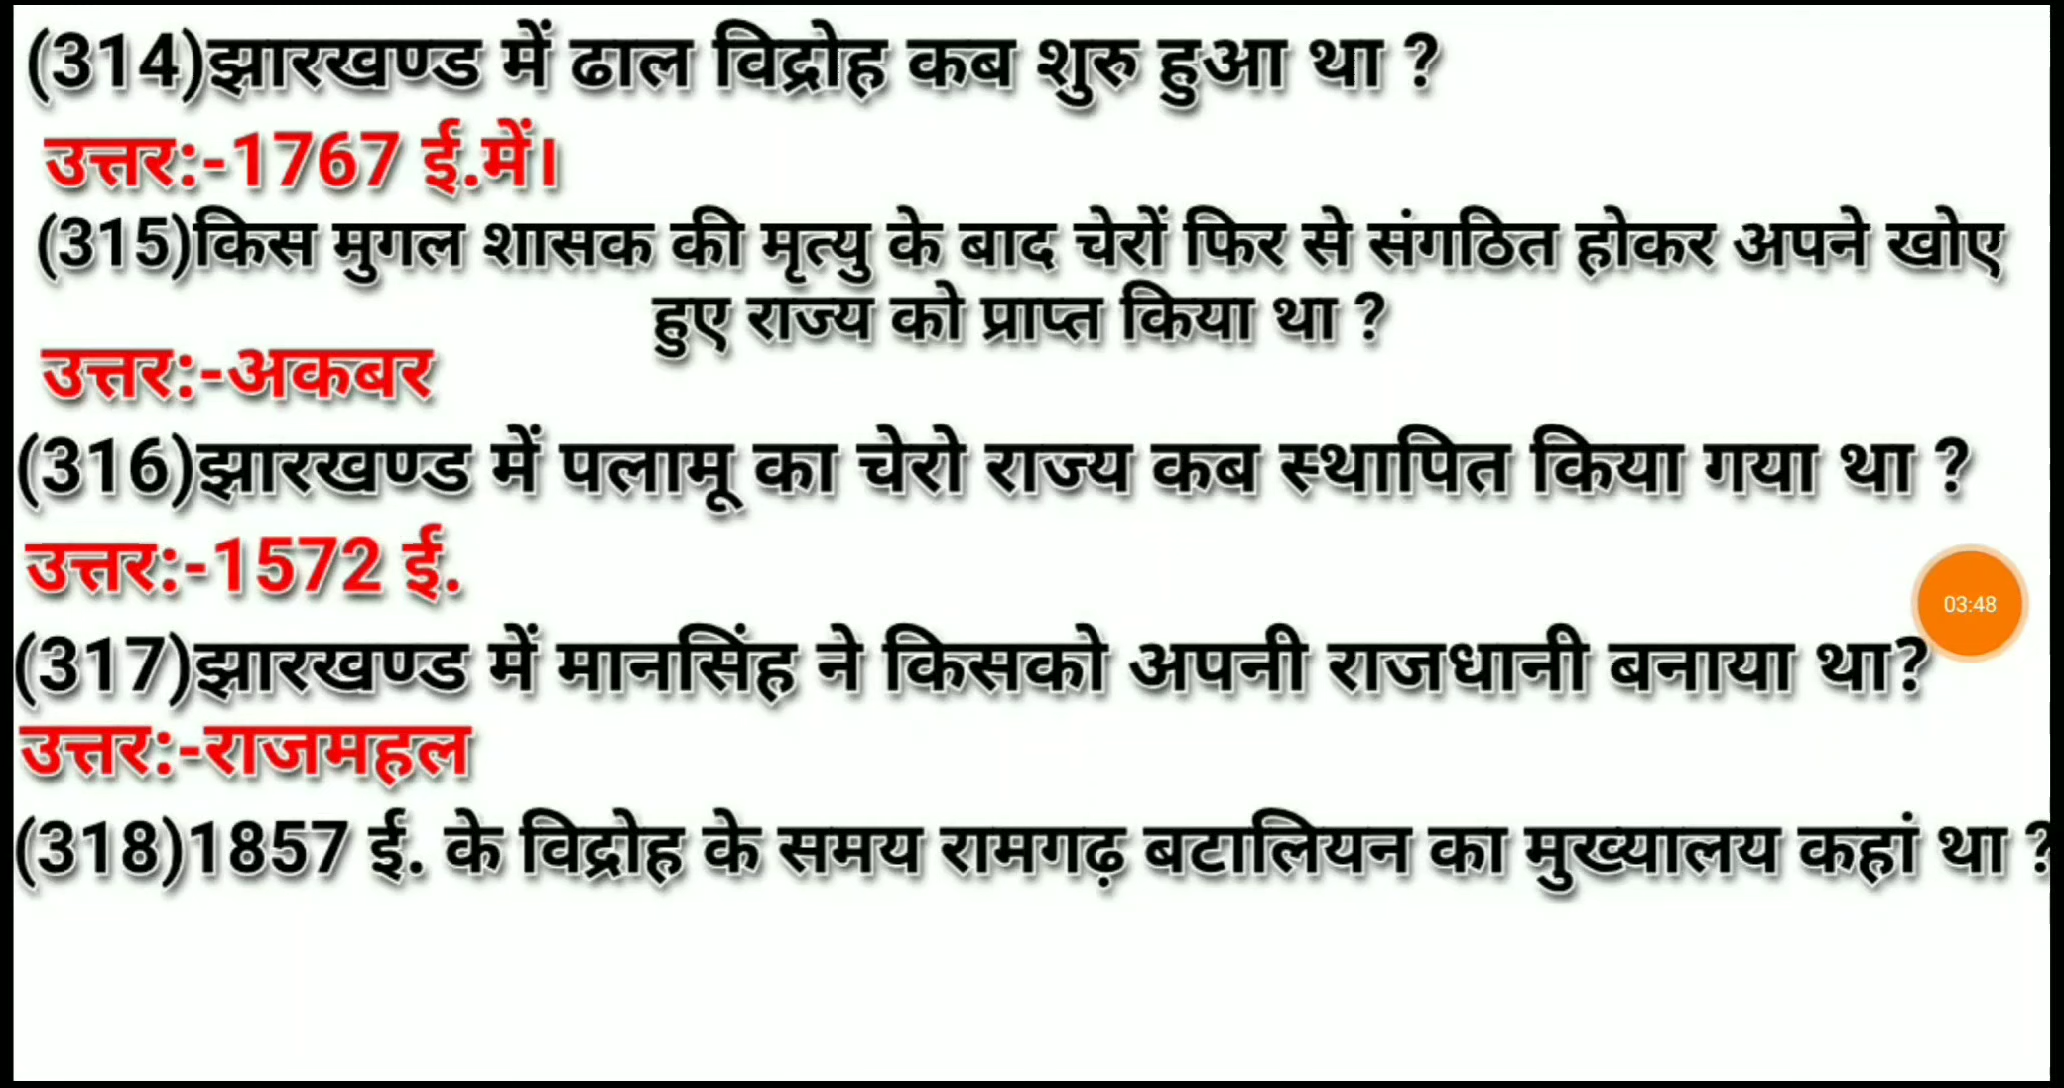 (314)झारखण्ड में ढाल विद्रोह कब शुरु हुआ था ?
उत्तर:-1767 ई.में।
(315)किस मुगल शासक की मृत्यु के बाद चेरों फिर से संगठित होकर अपने खोए
हुए राज्य को प्राप्त किया था ?
उत्तर:-अकबर
(316)झारखण्ड में पलामू का चेरो राज्य कब स्थापित किया गया था ?
उत्तर:-1572 ई.
03:48
(317)झारखण्ड में मानसिंह ने किसको अपनी राजधानी बनाया था?
उत्तर:-राजमहल
(318)1857 ई. के विद्रोह के समय रामगढ़ बटालियन का मुख्यालय कहां था ?